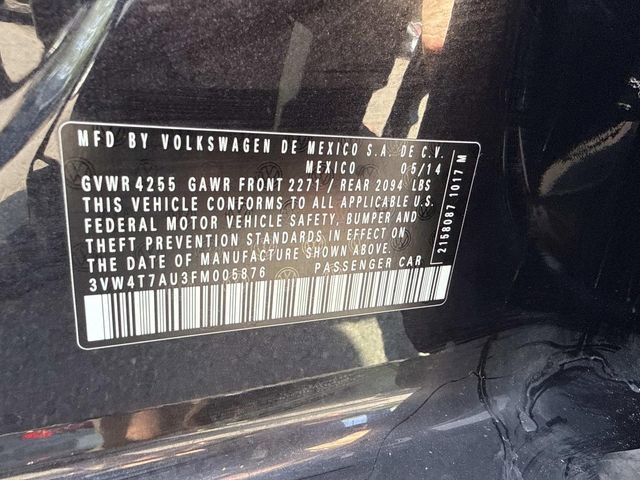 MFD BY VOLKSWAGEN DE MEXICO S.A. DE C.V.
MEXICO 05/14
GVWR 4255 GAWR FRONT 2271 / REAR 2094 LBS
THIS VEHICLE CONFORMS TO ALL APPLICABLE U.S.
FEDERAL MOTOR VEHICLE SAFETY, BUMPER AND
THEFT PREVENTION STANDARDS IN EFFECT ON
THE DATE OF MANUFACTURE SHOWN ABOVE.
3VW4T7AU3FM005876 PASSENGER CAR
2158087 1017 M